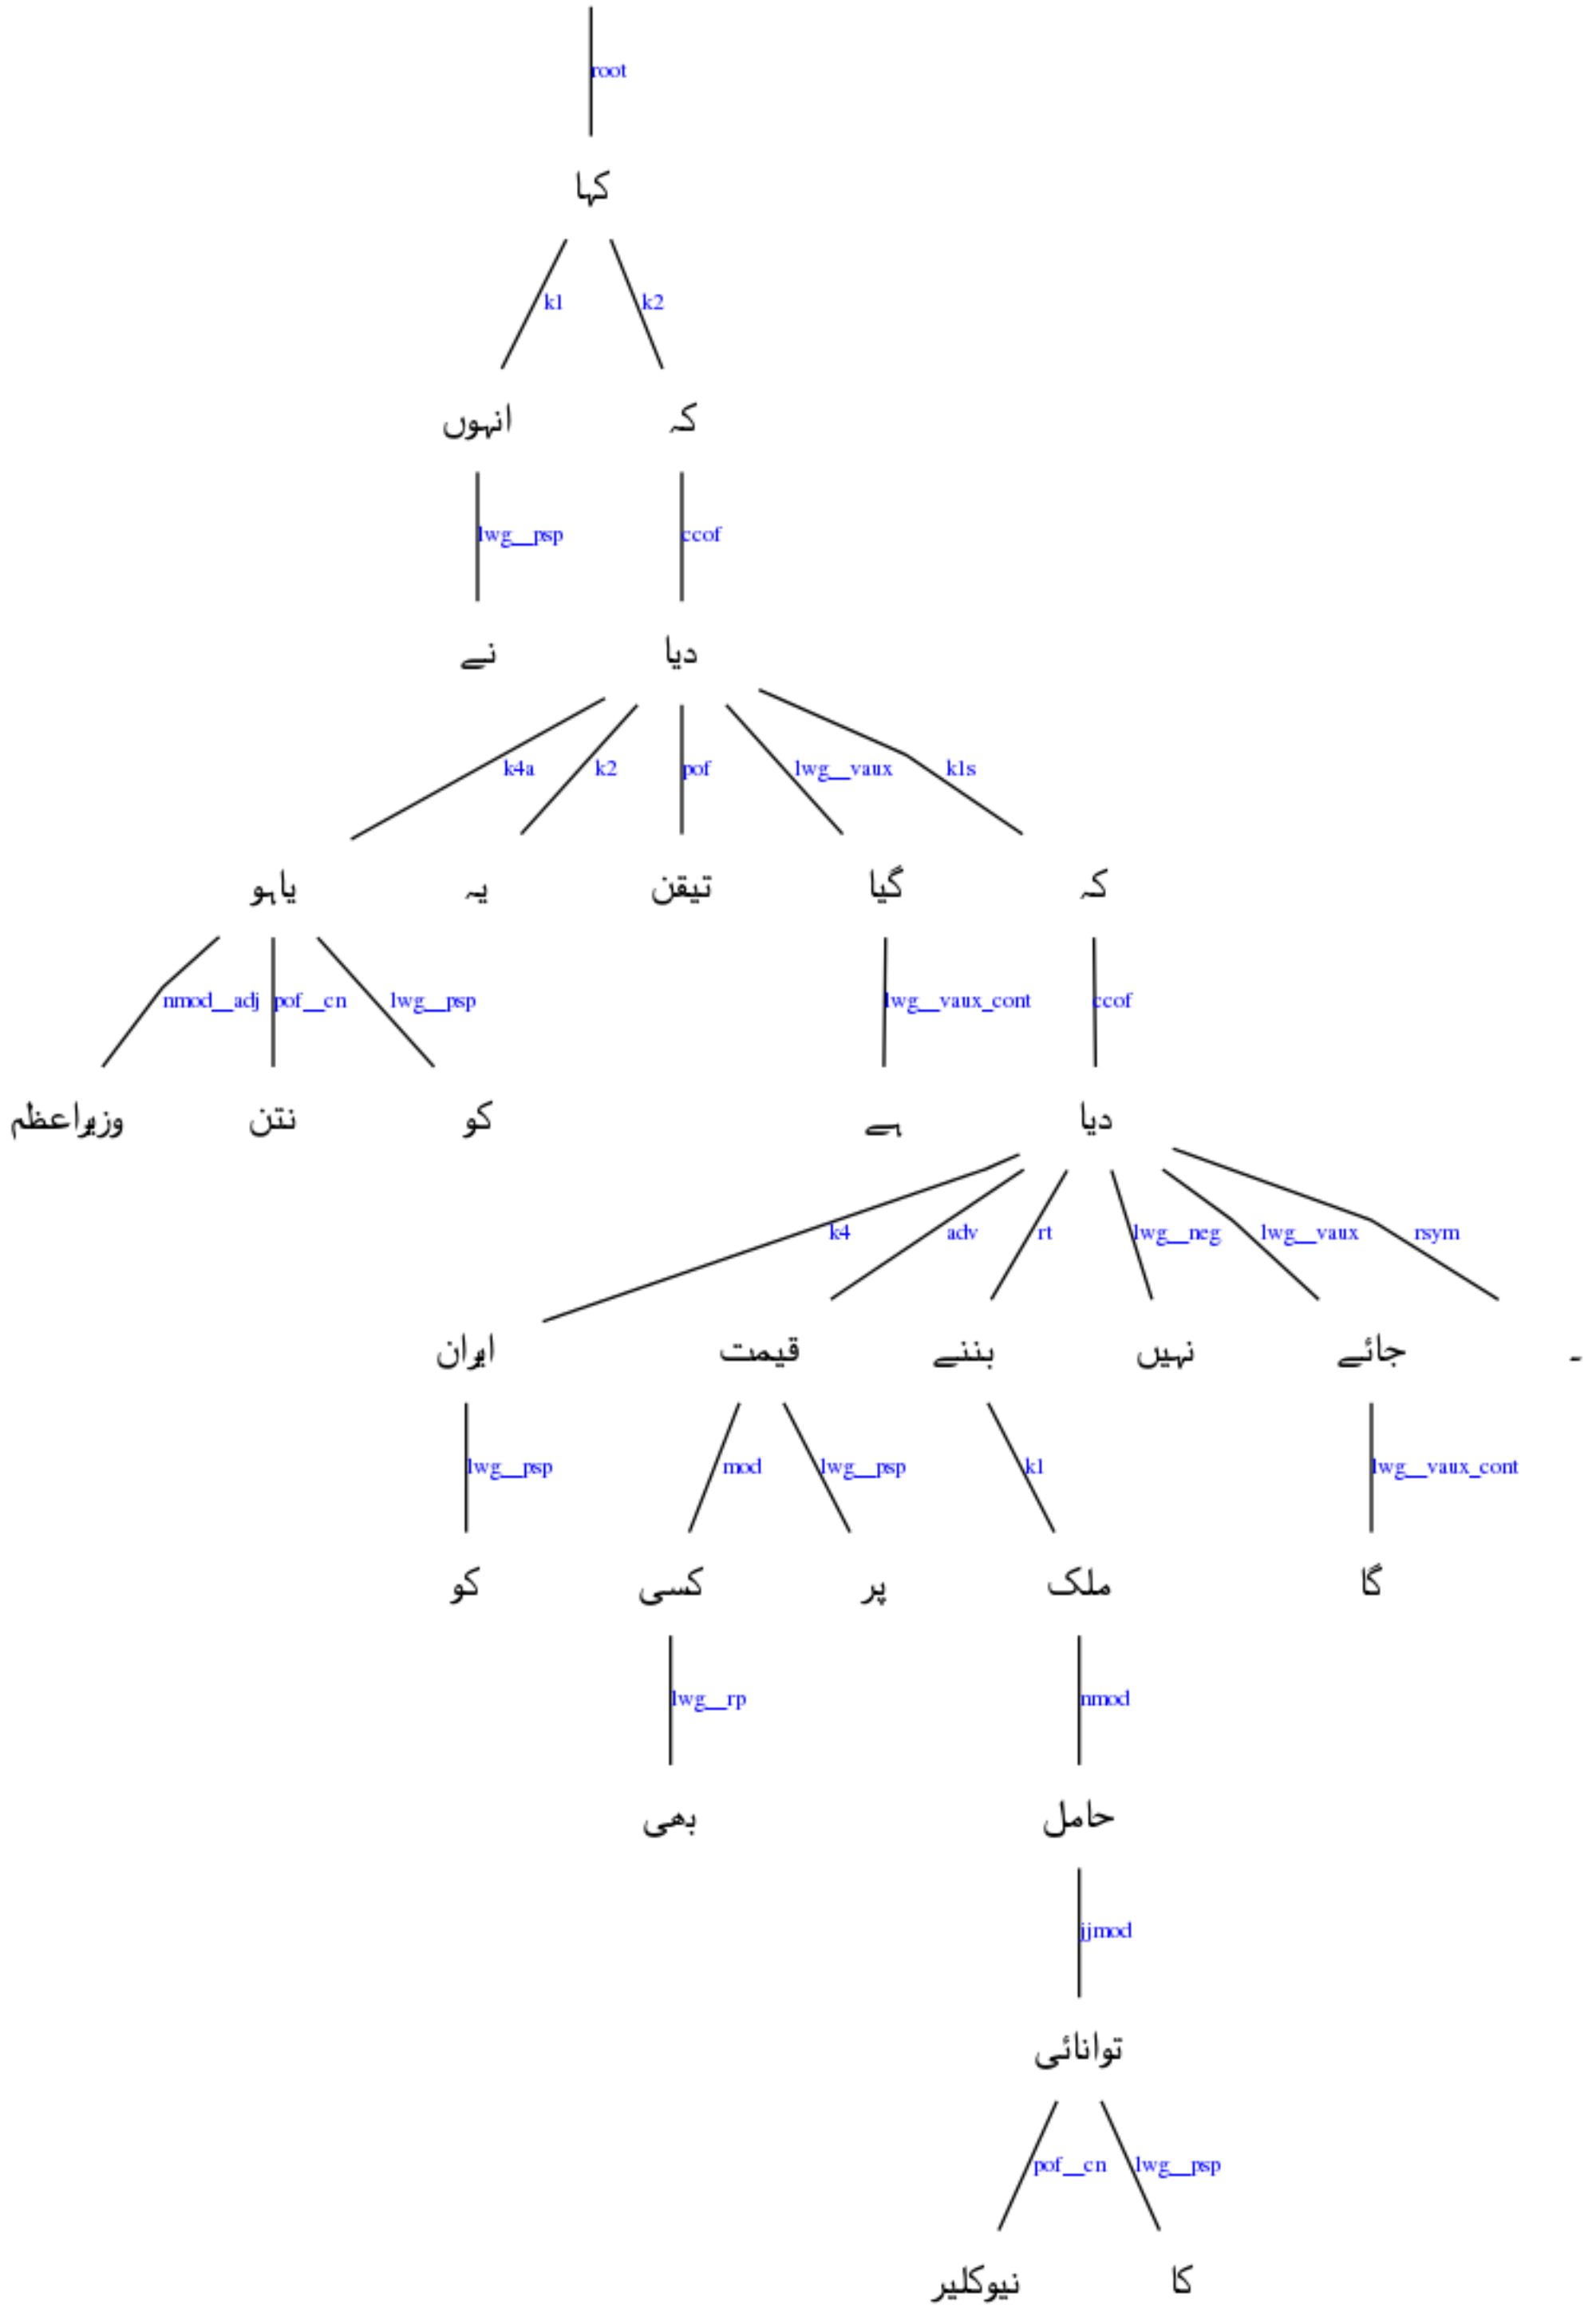 root
کہا
k1 k2
انہوں کہ
lwg__psp ccof
نے دیا
k4a k2 pof lwg__vaux k1s
یاہو یہ تیقن گیا کہ
nmod__adj pof__cn lwg__psp lwg__vaux_cont ccof
وزیراعظم نتن کو ہے دیا
k4 adv rt lwg__neg lwg__vaux rsym
ایران قیمت بننے نہیں جائے ۔
lwg__psp mod lwg__psp k1 lwg__vaux_cont
کو کسی پر ملک گا
lwg__rp nmod
بھی حامل
jjmod
توانائی
pof__cn lwg__psp
نیوکلیر کا